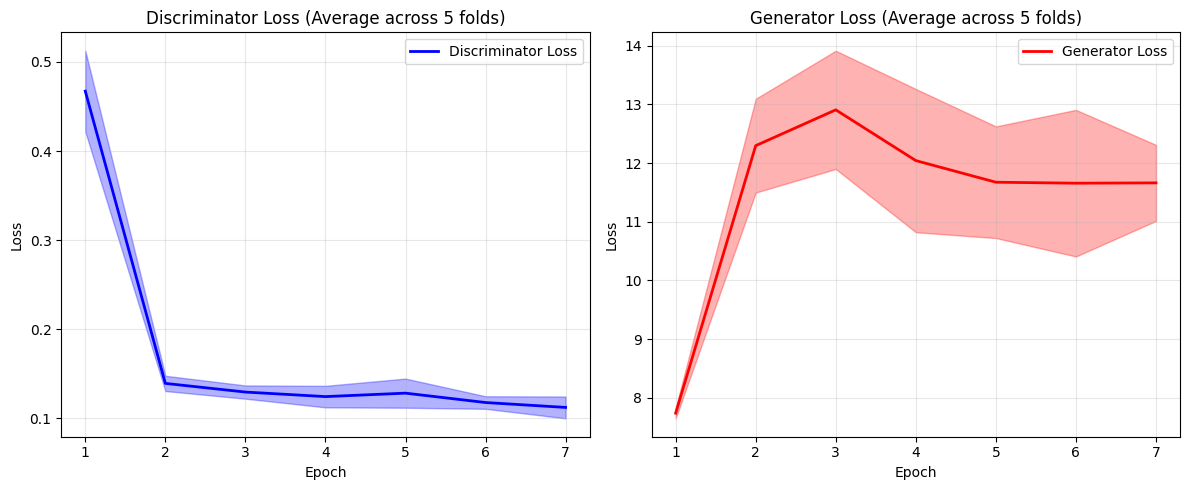 Discriminator Loss (Average across 5 folds)
Discriminator Loss
0.5
0.4
0.3
0.2
0.1
Loss
1 2 3 4 5 6 7
Epoch
Generator Loss (Average across 5 folds)
Generator Loss
14
13
12
11
10
9
8
Loss
1 2 3 4 5 6 7
Epoch